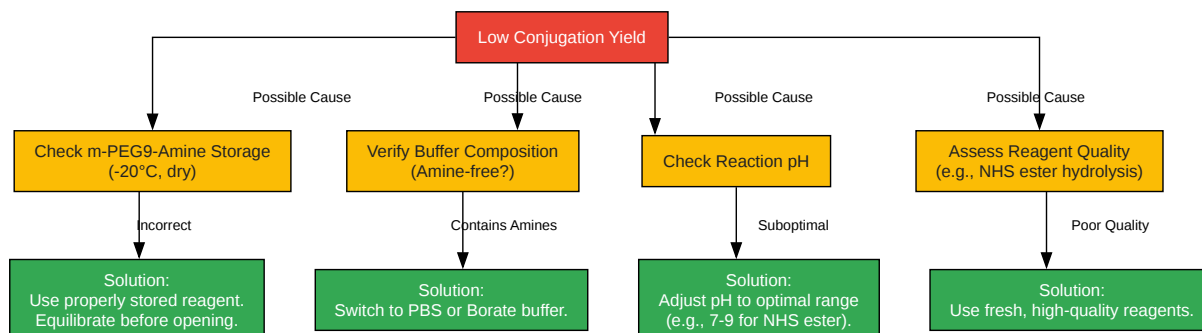 Low Conjugation Yield
Possible Cause
Possible Cause
Possible Cause
Possible Cause
Check m-PEG9-Amine Storage
(-20°C, dry)
Verify Buffer Composition
(Amine-free?)
Check Reaction pH
Assess Reagent Quality
(e.g., NHS ester hydrolysis)
Incorrect
Contains Amines
Suboptimal
Poor Quality
Solution:
Use properly stored reagent.
Equilibrate before opening.
Solution:
Switch to PBS or Borate buffer.
Solution:
Adjust pH to optimal range
(e.g., 7-9 for NHS ester).
Solution:
Use fresh, high-quality reagents.